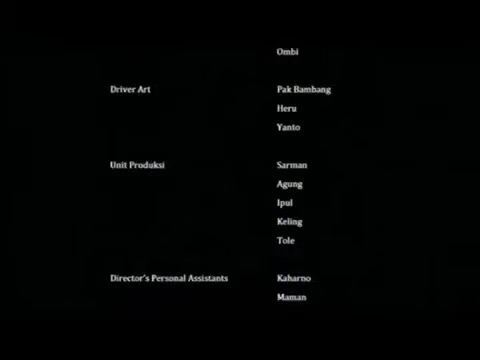 Ombi
Driver Art Pak Bambang
Heru
Yanto
Unit Produksi Sarman
Agung
Ipul
Keling
Tole
Director's Personal Assistants Kaharno
Maman